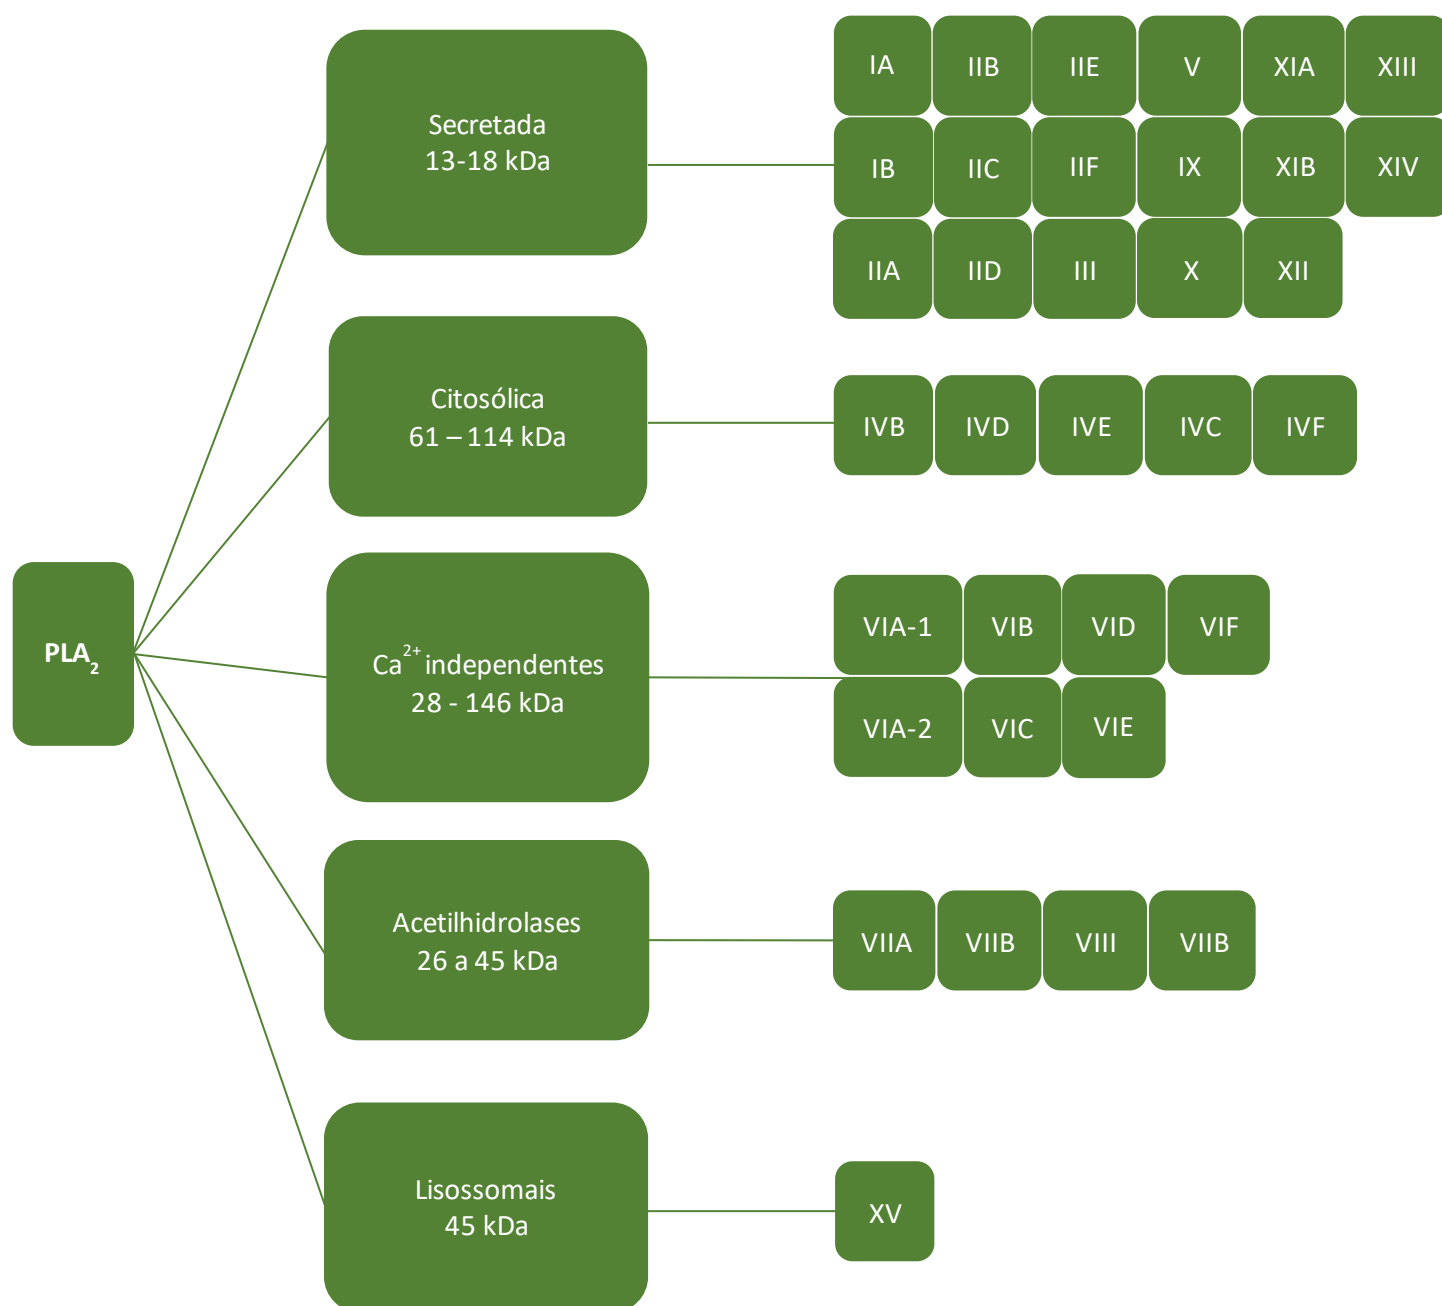 PLA2
Secretada
13-18 kDa
IA IIB IIE V XIA XIII
IB IIC IIF IX XIB XIV
IIA IID III X XII
Citosólica
61 – 114 kDa
IVB IVD IVE IVC IVF
Ca2+ independentes
28 - 146 kDa
VIA-1 VIB VID VIF
VIA-2 VIC VIE
Acetilhidrolases
26 a 45 kDa
VIIA VIIB VIII VIIB
Lisossomais
45 kDa
XV